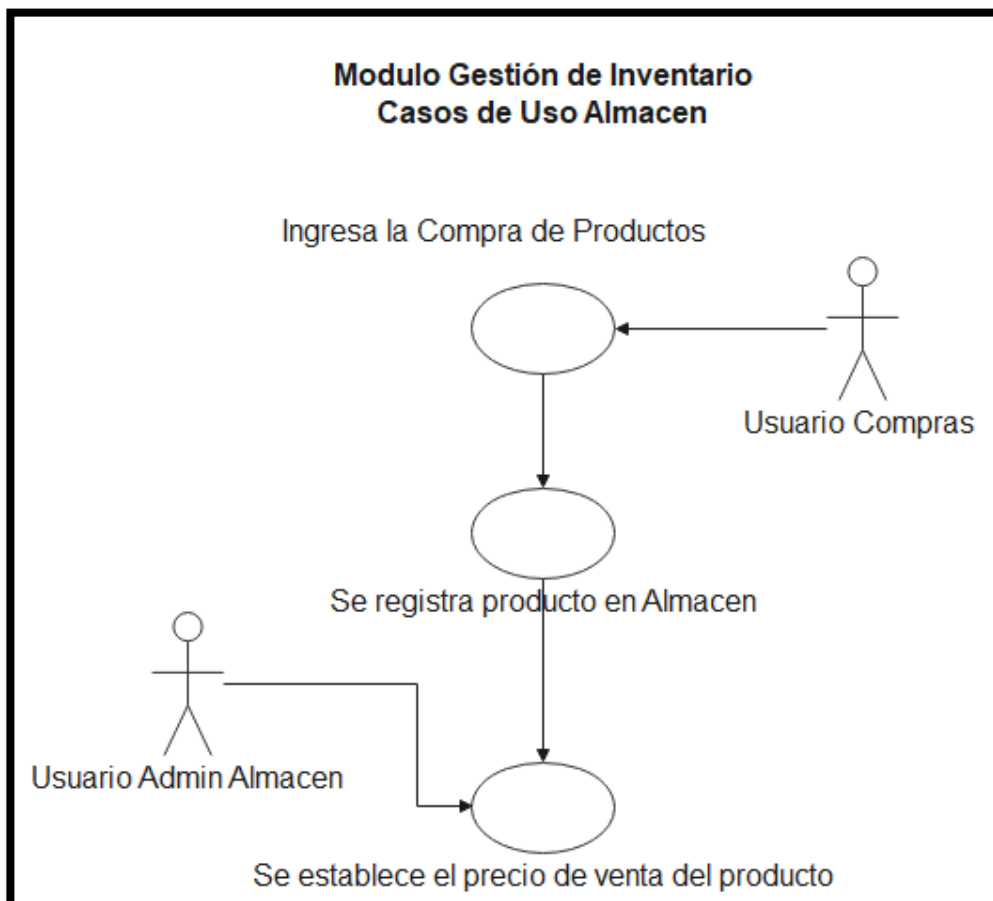 Modulo Gestión de Inventario
Casos de Uso Almacen
Ingresa la Compra de Productos
Usuario Compras
Se registra producto en Almacen
Usuario Admin Almacen
Se establece el precio de venta del producto